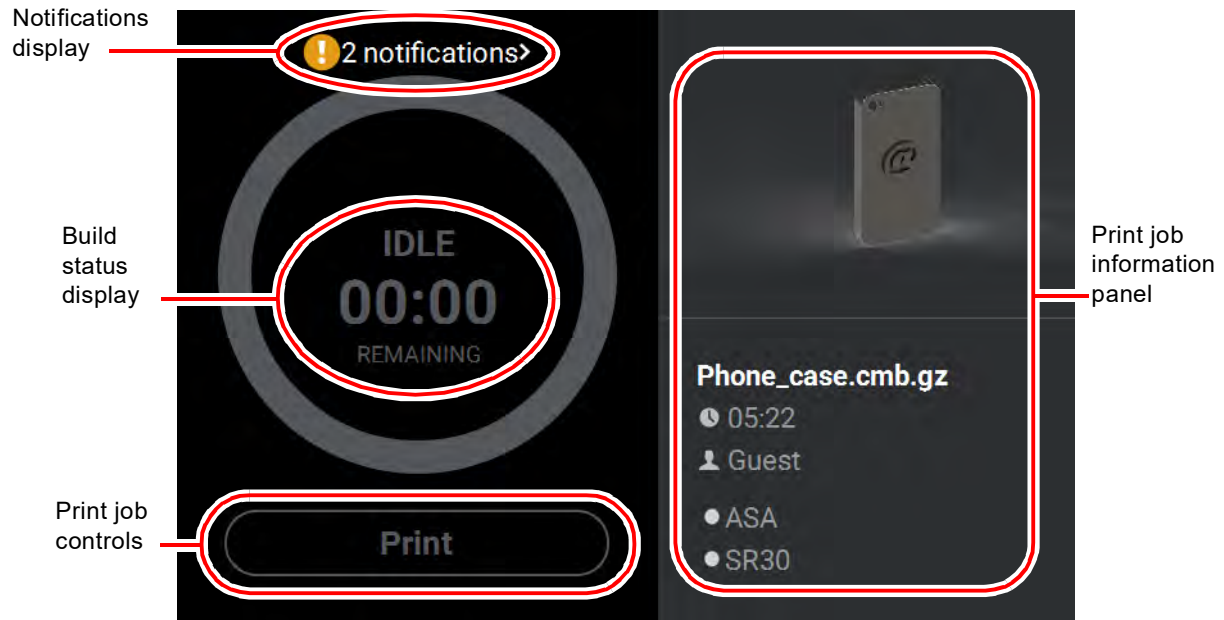 Notifications
display
2 notifications>
Build
status
display
IDLE
00:00
REMAINING
Print job
controls
Print
@
Phone_case.cmb.gz
05:22
Guest
ASA
SR30
Print job
information
panel